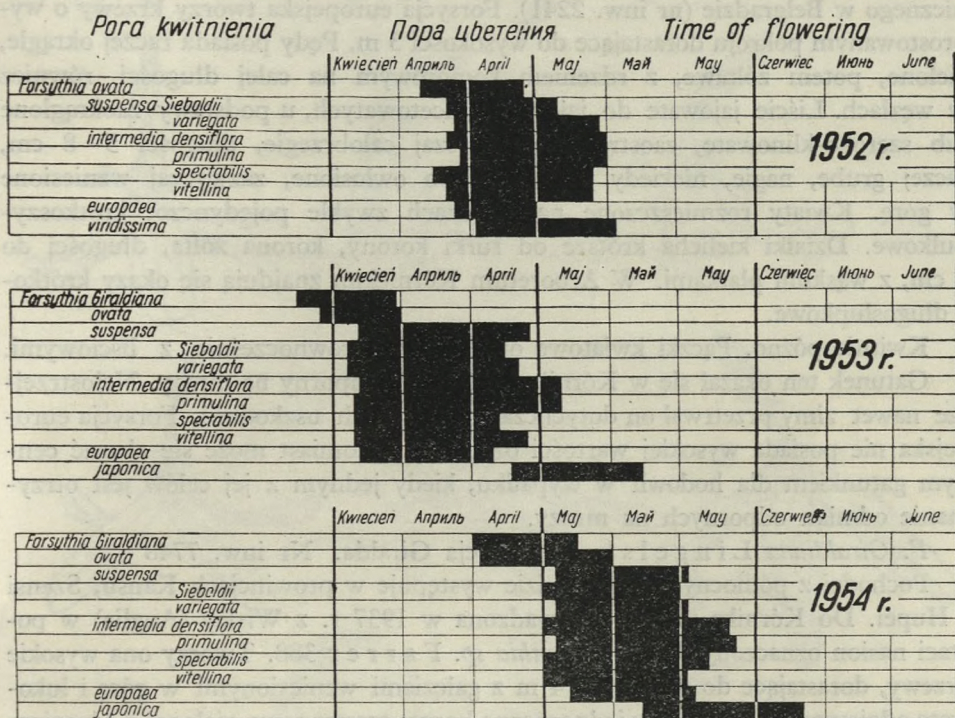 Pora kwitnienia Пора цветения Time of flowering
Kwiecień Апрель April Maj Май May Czerwiec Июнь June
Forsythia ovata
suspensa Sieboldii
variegata
intermedia densiflora
primulina
spectabilis
vitellina
europaea
viridissima
1952 r.
Kwiecień Апрель April Maj Май May Czerwiec Июнь June
Forsythia Giraldiana
ovata
suspensa
Sieboldii
variegata
intermedia densiflora
primulina
spectabilis
vitellina
europaea
japonica
1953 r.
Kwiecień Апрель April Maj Май May Czerwiec Июнь June
Forsythia Giraldiana
ovata
suspensa
Sieboldii
variegata
intermedia densiflora
primulina
spectabilis
vitellina
europaea
japonica
1954 r.